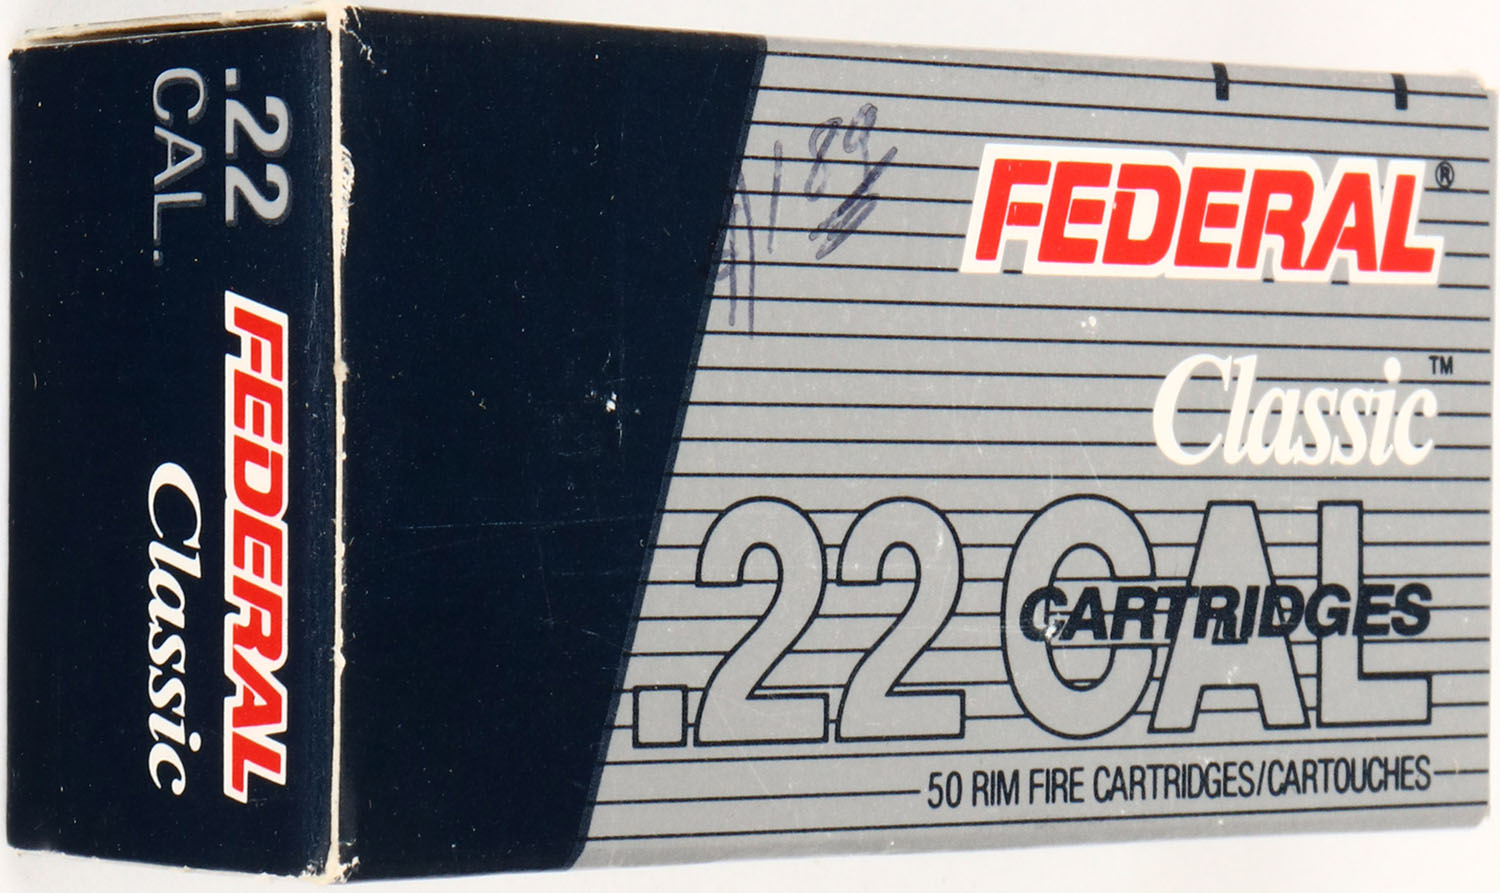 .22
CAL.
FEDERAL
Classic
FEDERAL®
Classic™
.22 CAL
CARTRIDGES
50 RIM FIRE CARTRIDGES/CARTOUCHES